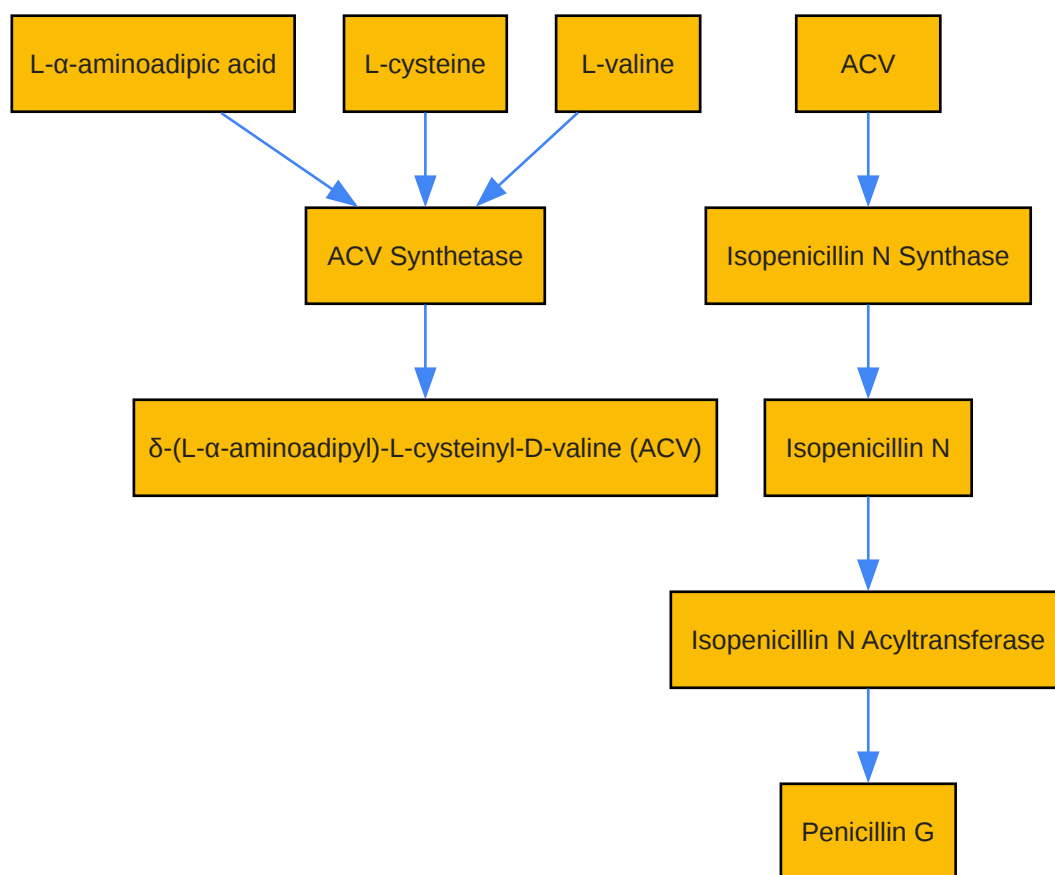 L-α-aminoadipic acid
L-cysteine
L-valine
ACV
ACV Synthetase
Isopenicillin N Synthase
δ-(L-α-aminoadipyl)-L-cysteinyl-D-valine (ACV)
Isopenicillin N
Isopenicillin N Acyltransferase
Penicillin G